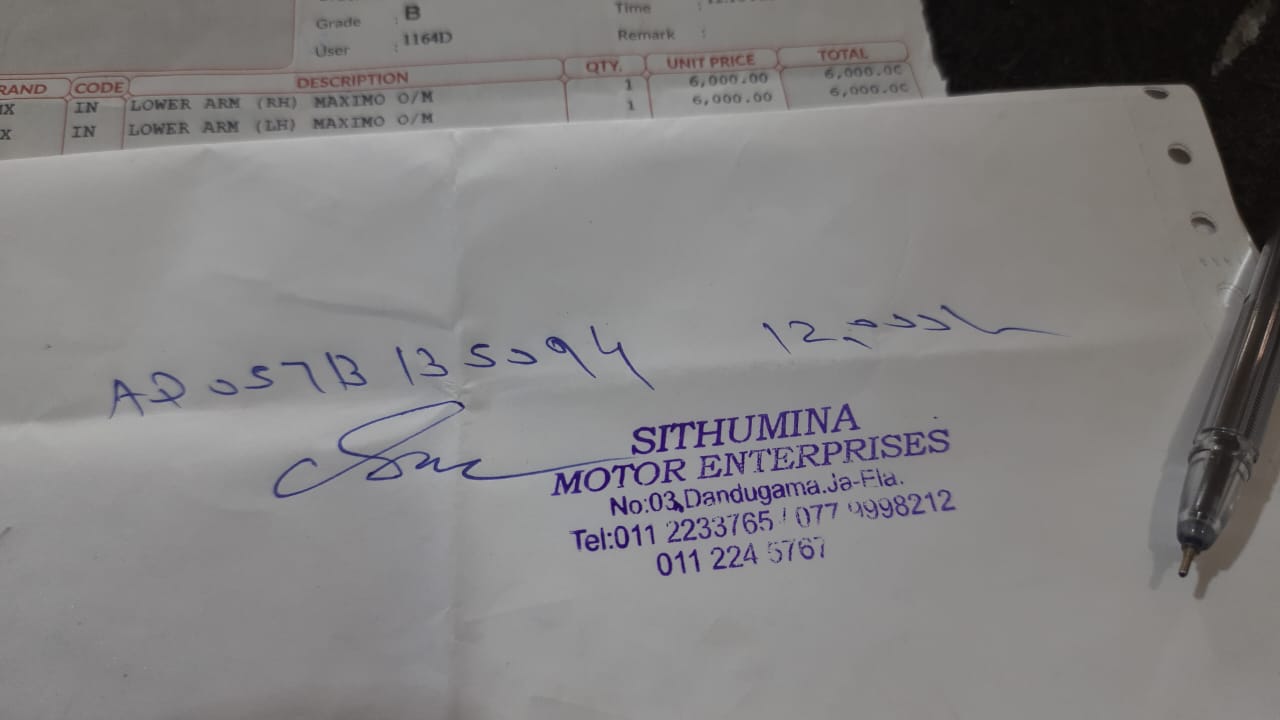 Grade : B
Time :
User : 1164D
Remark :
CODE DESCRIPTION QTY. UNIT PRICE TOTAL
IN LOWER ARM (RH) MAXIMO O/M 1 6,000.00 6,000.00
IN LOWER ARM (LH) MAXIMO O/M 1 6,000.00 6,000.00
12,000
SITHUMINA
MOTOR ENTERPRISES
No:03,Dandugama.Ja-Ela.
Tel:011 2233765 / 077 9998212
011 224 5767